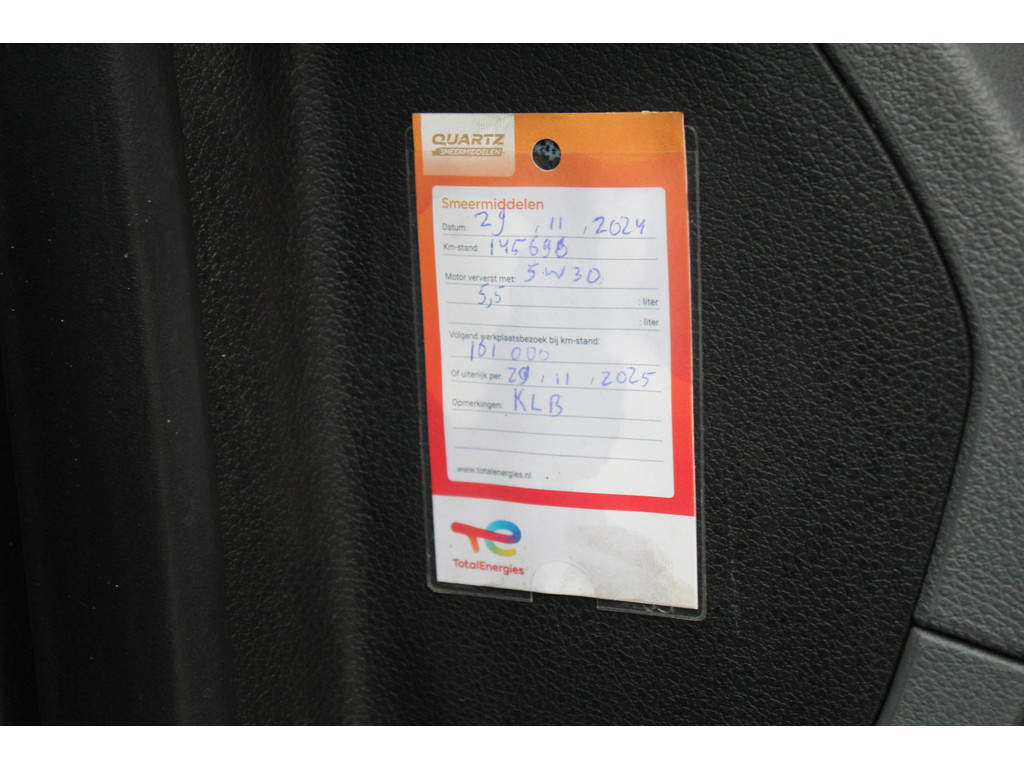 QUARTZ
SMEERMIDDELEN
Smeermiddelen
Datum: 29 , 11 , 2024
Km-stand: 145698
Motor ververst met: 5W30
5,5 : liter
: liter
Volgend werkplaatsbezoek bij km-stand:
161 000
Of uiterlijk per: 29 , 11 , 2025
Opmerkingen: KLB
www.totalenergies.nl
TotalEnergies